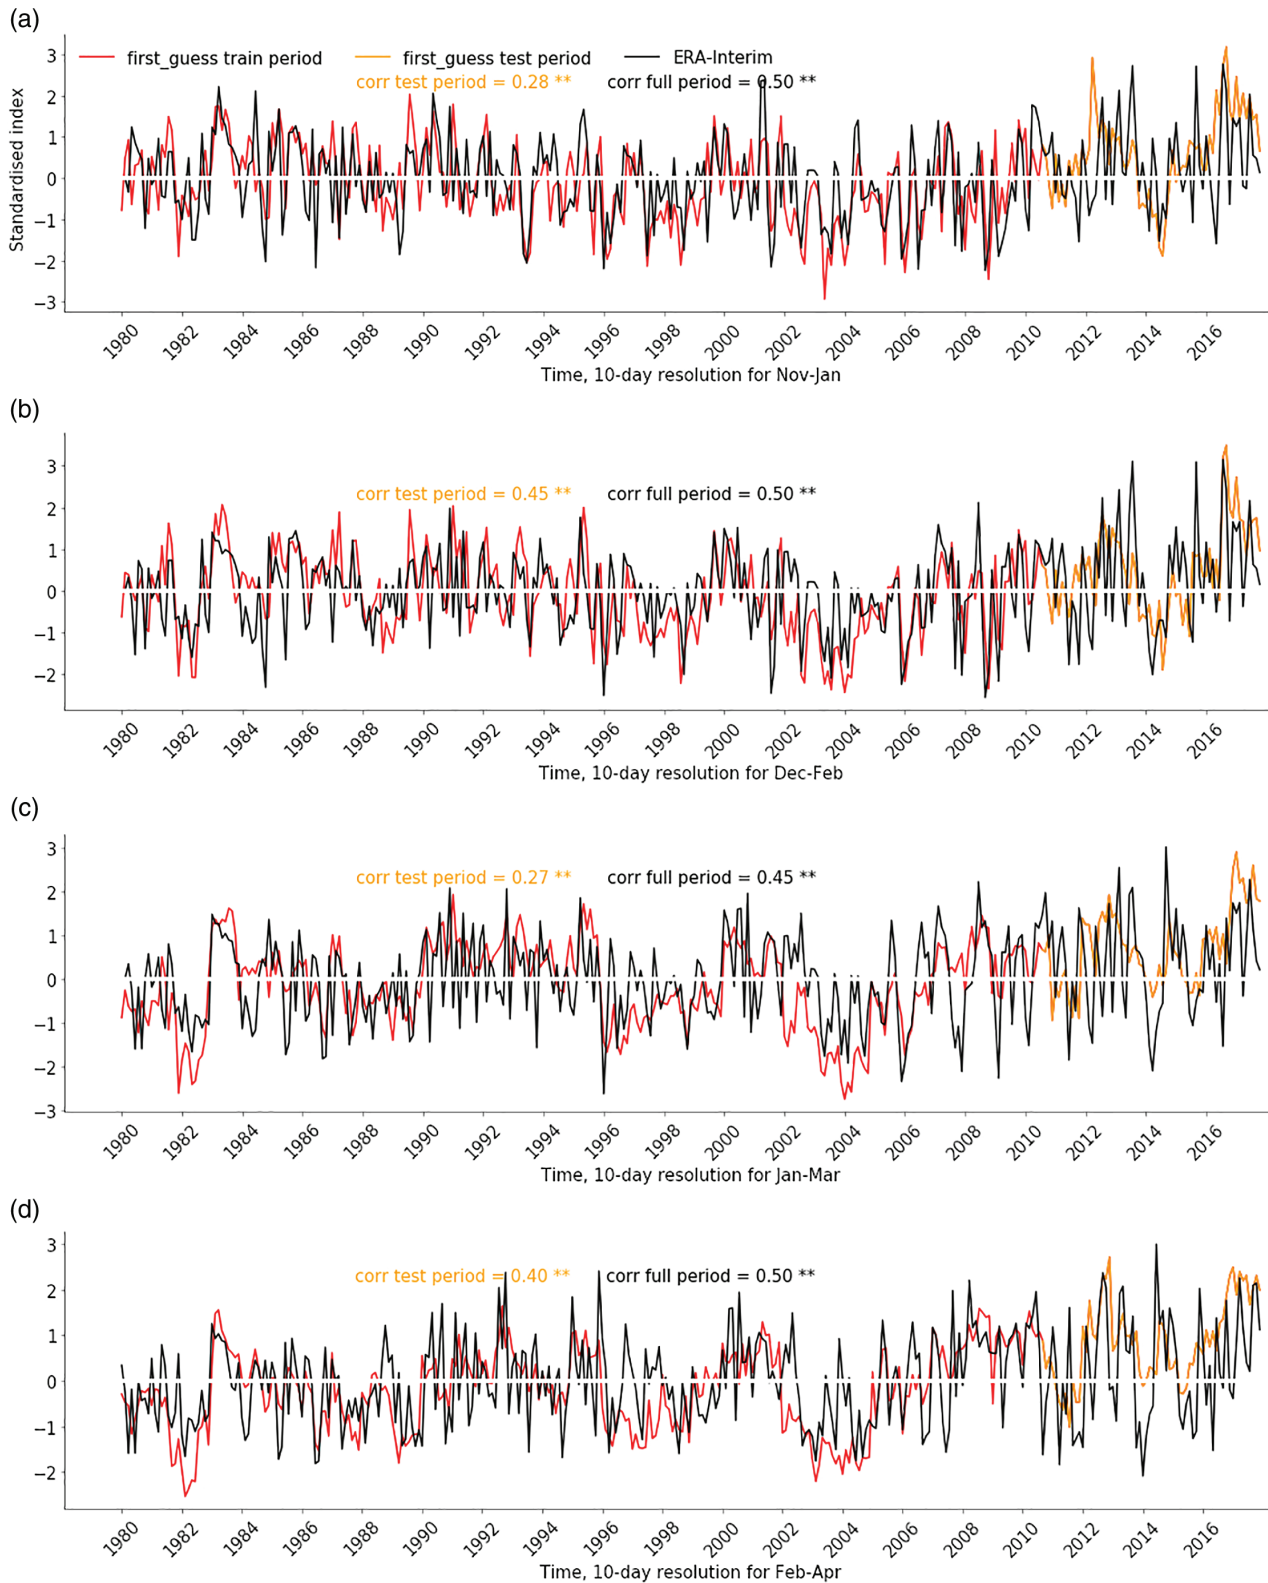 (a)
first_guess train period first_guess test period ERA-Interim
corr test period = 0.28 ** corr full period = 0.50 **
Standardised index
3
2
1
0
−1
−2
−3
1980 1982 1984 1986 1988 1990 1992 1994 1996 1998 2000 2002 2004 2006 2008 2010 2012 2014 2016
Time, 10-day resolution for Nov-Jan
(b)
corr test period = 0.45 ** corr full period = 0.50 **
3
2
1
0
−1
−2
1980 1982 1984 1986 1988 1990 1992 1994 1996 1998 2000 2002 2004 2006 2008 2010 2012 2014 2016
Time, 10-day resolution for Dec-Feb
(c)
corr test period = 0.27 ** corr full period = 0.45 **
3
2
1
0
−1
−2
−3
1980 1982 1984 1986 1988 1990 1992 1994 1996 1998 2000 2002 2004 2006 2008 2010 2012 2014 2016
Time, 10-day resolution for Jan-Mar
(d)
corr test period = 0.40 ** corr full period = 0.50 **
3
2
1
0
−1
−2
1980 1982 1984 1986 1988 1990 1992 1994 1996 1998 2000 2002 2004 2006 2008 2010 2012 2014 2016
Time, 10-day resolution for Feb-Apr